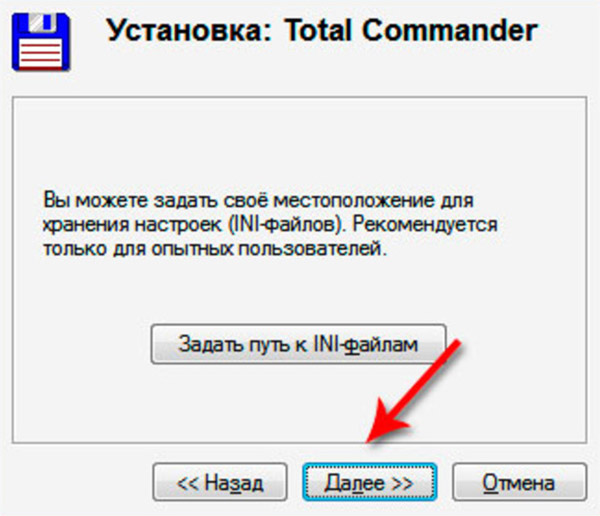 Установка: Total Commander
Вы можете задать своё местоположение для
хранения настроек (INI-файлов). Рекомендуется
только для опытных пользователей.
Задать путь к INI-файлам
<< Назад
Далее >>
Отмена